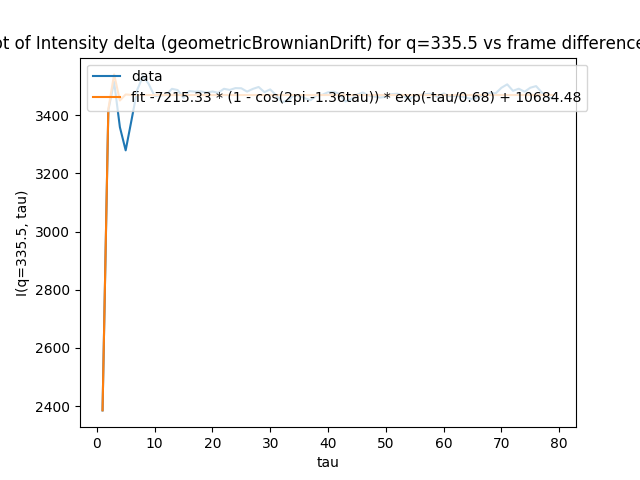 ot of Intensity delta (geometricBrownianDrift) for q=335.5 vs frame difference
data
fit -7215.33 * (1 - cos(2pi.-1.36tau)) * exp(-tau/0.68) + 10684.48
I(q=335.5, tau)
3400
3200
3000
2800
2600
2400
0 10 20 30 40 50 60 70 80
tau